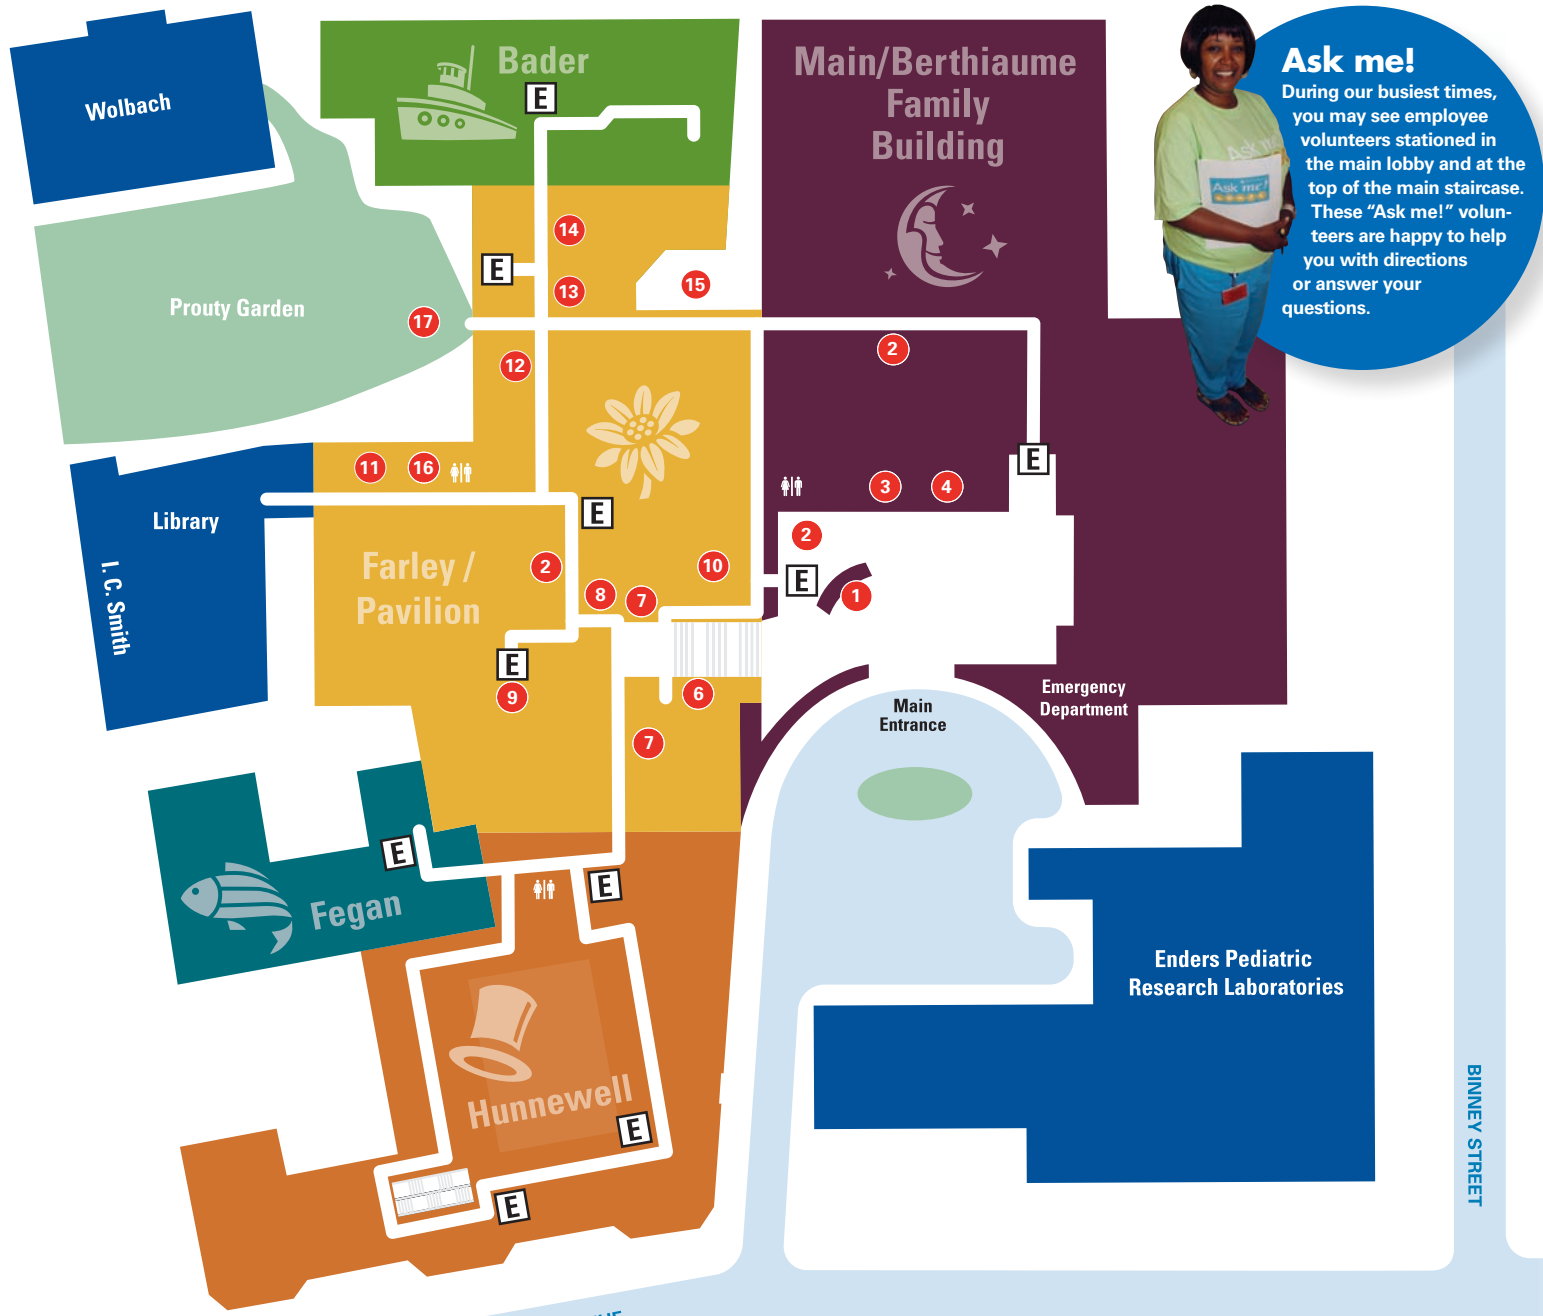 Ask me!
During our busiest times,
you may see employee
volunteers stationed in
the main lobby and at the
top of the main staircase.
These “Ask me!” volun-
teers are happy to help
you with directions
or answer your
questions.
Ask me!
Ask me!
Bader
E
Main/Berthiaume
Family
Building
Wolbach
14
E
13
15
Prouty Garden
17
2
12
E
11
16
3
4
E
Library
2
Farley /
Pavilion
2
10
E
8
7
1
I. C. Smith
E
9
6
Emergency
Department
Main
Entrance
7
E
E
Fegan
Enders Pediatric
Research Laboratories
Hunnewell
E
E
BINNEY STREET